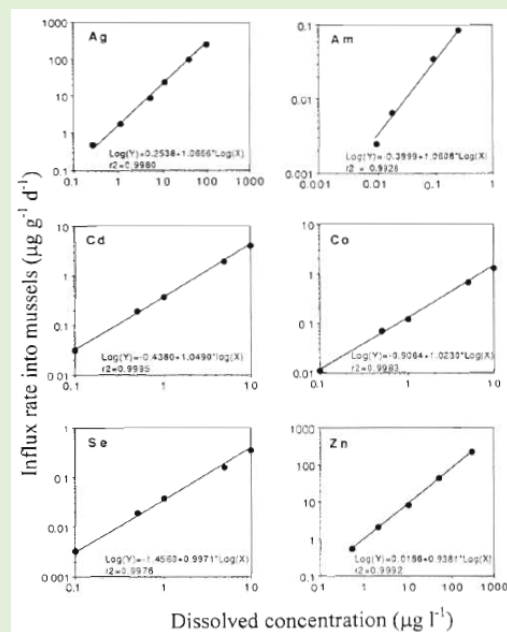 Influx rate into mussels (µg g⁻¹ d⁻¹)
Ag
1000
100
10
1
0.1
0.1 1 10 100 1000
Log(Y)=0.2538+1.0666*Log(X)
r2=0.9980
Am
0.1
0.01
0.001
0.001 0.01 0.1 1
Log(Y)=-0.3999+1.0608*Log(X)
r2 = 0.9926
Cd
10
1
0.1
0.01
0.1 1 10
Log(Y)=-0.4380+1.0490*log(X)
r2=0.9995
Co
10
1
0.1
0.01
0.1 1 10
Log(Y)=-0.9064+1.0230*Log(X)
r2=0.9983
Se
1
0.1
0.01
0.001
0.1 1 10
Log(Y)=-1.4560+0.9971*Log(X)
r2=0.9976
Zn
1000
100
10
1
0.1
0.1 1 10 100 1000
Log(Y)=0.0186+0.9381*Log(X)
r2=0.9992
Dissolved concentration (µg l⁻¹)